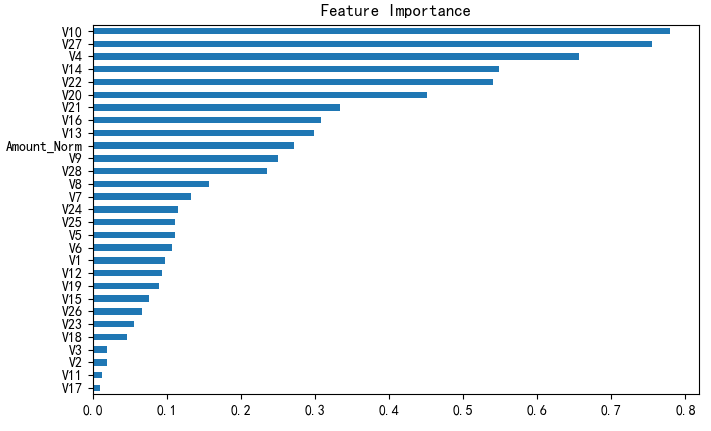 Feature Importance
V10
V27
V4
V14
V22
V20
V21
V16
V13
Amount_Norm
V9
V28
V8
V7
V24
V25
V5
V6
V1
V12
V19
V15
V26
V23
V18
V3
V2
V11
V17
0.0 0.1 0.2 0.3 0.4 0.5 0.6 0.7 0.8